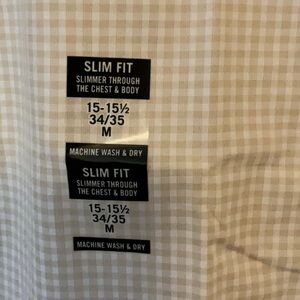 SLIM FIT
SLIMMER THROUGH
THE CHEST & BODY
15-15½
34/35
M
MACHINE WASH & DRY
SLIM FIT
SLIMMER THROUGH
THE CHEST & BODY
15-15½
34/35
M
MACHINE WASH & DRY